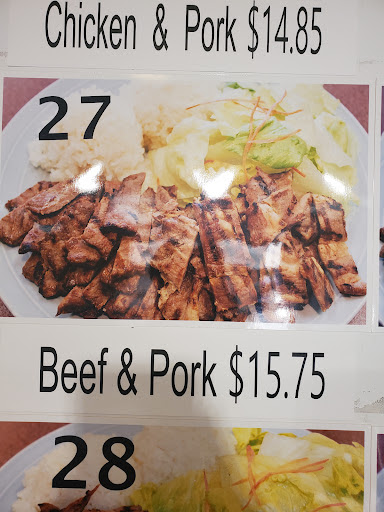 Chicken & Pork $14.85
27
Beef & Pork $15.75
28